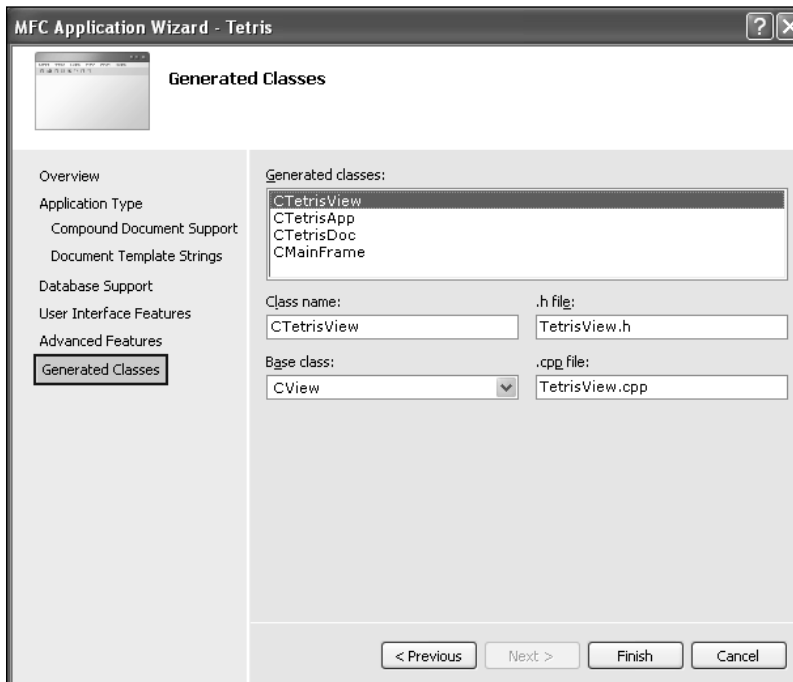 MFC Application Wizard - Tetris
Generated Classes
Overview
Application Type
Compound Document Support
Document Template Strings
Database Support
User Interface Features
Advanced Features
Generated Classes
Generated classes:
CTetrisView
CTetrisApp
CTetrisDoc
CMainFrame
Class name:
.h file:
CTetrisView
TetrisView.h
Base class:
.cpp file:
CView
TetrisView.cpp
< Previous
Next >
Finish
Cancel